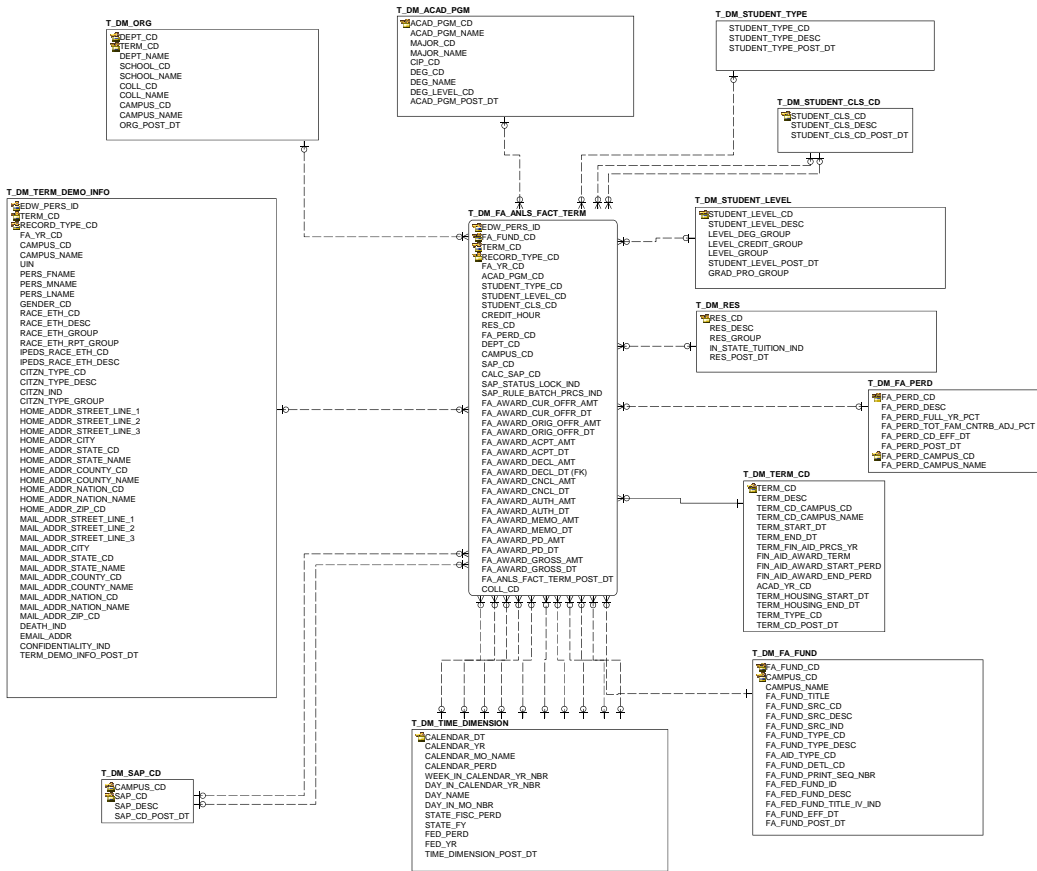 T_DM_ORG
DEPT_CD
TERM_CD
DEPT_NAME
SCHOOL_CD
SCHOOL_NAME
COLL_CD
COLL_NAME
CAMPUS_CD
CAMPUS_NAME
ORG_POST_DT
T_DM_ACAD_PGM
ACAD_PGM_CD
ACAD_PGM_NAME
MAJOR_CD
MAJOR_NAME
CIP_CD
DEG_CD
DEG_NAME
DEG_LEVEL_CD
ACAD_PGM_POST_DT
T_DM_STUDENT_TYPE
STUDENT_TYPE_CD
STUDENT_TYPE_DESC
STUDENT_TYPE_POST_DT
T_DM_STUDENT_CLS_CD
STUDENT_CLS_CD
STUDENT_CLS_DESC
STUDENT_CLS_CD_POST_DT
T_DM_TERM_DEMO_INFO
EDW_PERS_ID
TERM_CD
RECORD_TYPE_CD
FA_YR_CD
CAMPUS_CD
CAMPUS_NAME
UIN
PERS_FNAME
PERS_MNAME
PERS_LNAME
GENDER_CD
RACE_ETH_CD
RACE_ETH_DESC
RACE_ETH_GROUP
RACE_ETH_RPT_GROUP
IPEDS_RACE_ETH_CD
IPEDS_RACE_ETH_DESC
CITZN_TYPE_CD
CITZN_TYPE_DESC
CITZN_IND
CITZN_TYPE_GROUP
HOME_ADDR_STREET_LINE_1
HOME_ADDR_STREET_LINE_2
HOME_ADDR_STREET_LINE_3
HOME_ADDR_CITY
HOME_ADDR_STATE_CD
HOME_ADDR_STATE_NAME
HOME_ADDR_COUNTY_CD
HOME_ADDR_COUNTY_NAME
HOME_ADDR_NATION_CD
HOME_ADDR_NATION_NAME
HOME_ADDR_ZIP_CD
MAIL_ADDR_STREET_LINE_1
MAIL_ADDR_STREET_LINE_2
MAIL_ADDR_STREET_LINE_3
MAIL_ADDR_CITY
MAIL_ADDR_STATE_CD
MAIL_ADDR_STATE_NAME
MAIL_ADDR_COUNTY_CD
MAIL_ADDR_COUNTY_NAME
MAIL_ADDR_NATION_CD
MAIL_ADDR_NATION_NAME
MAIL_ADDR_ZIP_CD
DEATH_IND
EMAIL_ADDR
CONFIDENTIALITY_IND
TERM_DEMO_INFO_POST_DT
T_DM_FA_ANLS_FACT_TERM
EDW_PERS_ID
FA_FUND_CD
TERM_CD
RECORD_TYPE_CD
FA_YR_CD
ACAD_PGM_CD
STUDENT_TYPE_CD
STUDENT_LEVEL_CD
STUDENT_CLS_CD
CREDIT_HOUR
RES_CD
FA_PERD_CD
DEPT_CD
CAMPUS_CD
SAP_CD
CALC_SAP_CD
SAP_STATUS_LOCK_IND
SAP_RULE_BATCH_PRCS_IND
FA_AWARD_CUR_OFFR_AMT
FA_AWARD_CUR_OFFR_DT
FA_AWARD_ORIG_OFFR_AMT
FA_AWARD_ORIG_OFFR_DT
FA_AWARD_ACPT_AMT
FA_AWARD_ACPT_DT
FA_AWARD_DECL_AMT
FA_AWARD_DECL_DT (FK)
FA_AWARD_CNCL_AMT
FA_AWARD_CNCL_DT
FA_AWARD_AUTH_AMT
FA_AWARD_AUTH_DT
FA_AWARD_MEMO_AMT
FA_AWARD_MEMO_DT
FA_AWARD_PD_AMT
FA_AWARD_PD_DT
FA_AWARD_GROSS_AMT
FA_AWARD_GROSS_DT
FA_ANLS_FACT_TERM_POST_DT
COLL_CD
T_DM_STUDENT_LEVEL
STUDENT_LEVEL_CD
STUDENT_LEVEL_DESC
LEVEL_DEG_GROUP
LEVEL_CREDIT_GROUP
LEVEL_GROUP
STUDENT_LEVEL_POST_DT
GRAD_PRO_GROUP
T_DM_RES
RES_CD
RES_DESC
RES_GROUP
IN_STATE_TUITION_IND
RES_POST_DT
T_DM_FA_PERD
FA_PERD_CD
FA_PERD_DESC
FA_PERD_FULL_YR_PCT
FA_PERD_TOT_FAM_CNTRB_ADJ_PCT
FA_PERD_CD_EFF_DT
FA_PERD_POST_DT
FA_PERD_CAMPUS_CD
FA_PERD_CAMPUS_NAME
T_DM_TERM_CD
TERM_CD
TERM_DESC
TERM_CD_CAMPUS_CD
TERM_CD_CAMPUS_NAME
TERM_START_DT
TERM_END_DT
TERM_FIN_AID_PRCS_YR
FIN_AID_AWARD_TERM
FIN_AID_AWARD_START_PERD
FIN_AID_AWARD_END_PERD
ACAD_YR_CD
TERM_HOUSING_START_DT
TERM_HOUSING_END_DT
TERM_TYPE_CD
TERM_CD_POST_DT
T_DM_FA_FUND
FA_FUND_CD
CAMPUS_CD
CAMPUS_NAME
FA_FUND_TITLE
FA_FUND_SRC_CD
FA_FUND_SRC_DESC
FA_FUND_SRC_IND
FA_FUND_TYPE_CD
FA_FUND_TYPE_DESC
FA_AID_TYPE_CD
FA_FUND_DETL_CD
FA_FUND_PRINT_SEQ_NBR
FA_FED_FUND_ID
FA_FED_FUND_DESC
FA_FED_FUND_TITLE_IV_IND
FA_FUND_EFF_DT
FA_FUND_POST_DT
T_DM_TIME_DIMENSION
CALENDAR_DT
CALENDAR_YR
CALENDAR_MO_NAME
CALENDAR_PERD
WEEK_IN_CALENDAR_YR_NBR
DAY_IN_CALENDAR_YR_NBR
DAY_NAME
DAY_IN_MO_NBR
STATE_FISC_PERD
STATE_FY
FED_PERD
FED_YR
TIME_DIMENSION_POST_DT
T_DM_SAP_CD
CAMPUS_CD
SAP_CD
SAP_DESC
SAP_CD_POST_DT